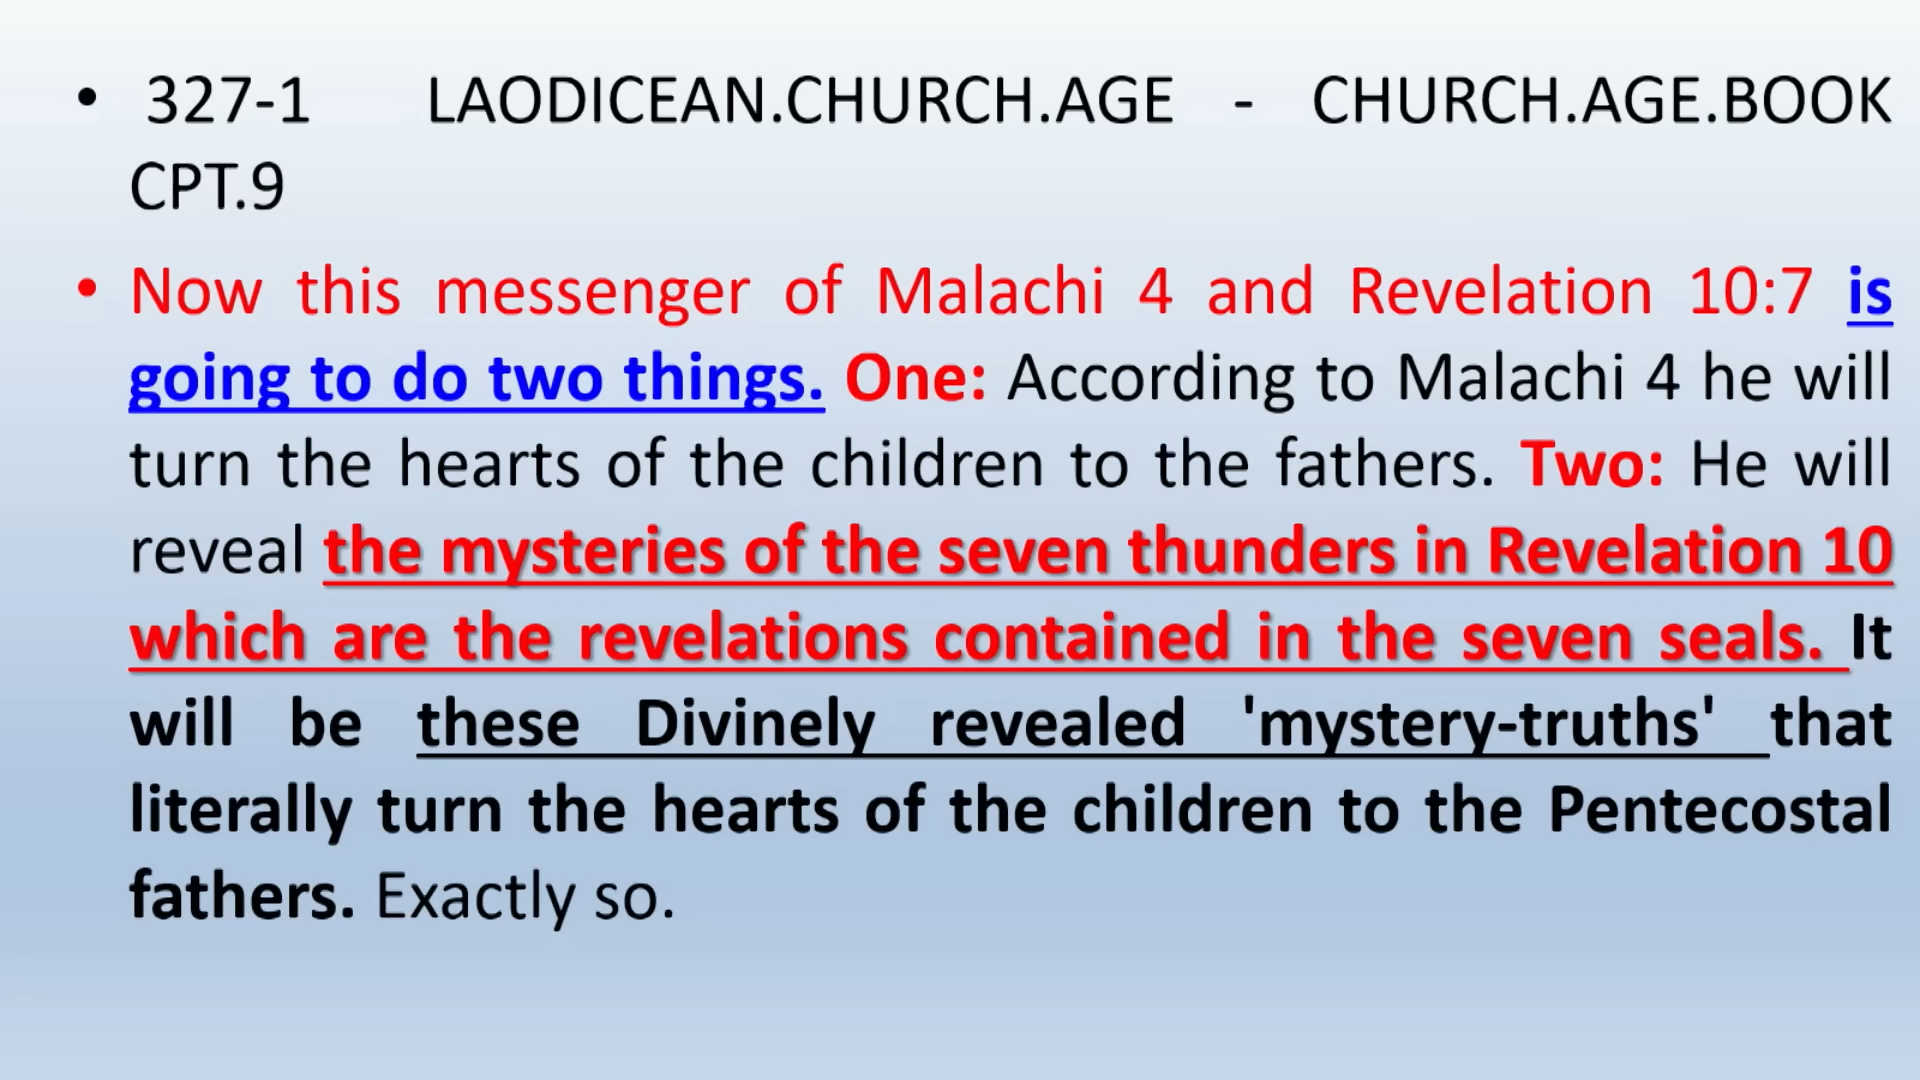 • 327-1 LAODICEAN.CHURCH.AGE - CHURCH.AGE.BOOK
CPT.9
• Now this messenger of Malachi 4 and Revelation 10:7 is
going to do two things. One: According to Malachi 4 he will
turn the hearts of the children to the fathers. Two: He will
reveal the mysteries of the seven thunders in Revelation 10
which are the revelations contained in the seven seals. It
will be these Divinely revealed 'mystery-truths' that
literally turn the hearts of the children to the Pentecostal
fathers. Exactly so.